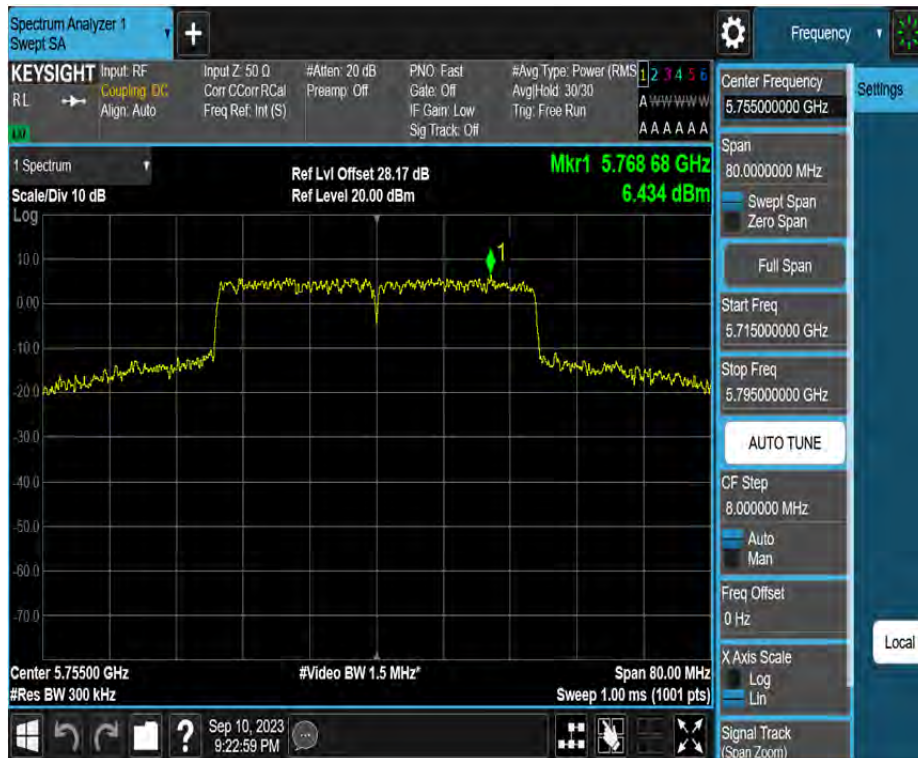 Spectrum Analyzer 1
Swept SA
+
Frequency
KEYSIGHT
RL
Input: RF
Coupling: DC
Align: Auto
Input Z: 50 Ω
Corr CCorr RCal
Freq Ref: Int (S)
#Atten: 20 dB
Preamp: Off
PNO: Fast
Gate: Off
IF Gain: Low
Sig Track: Off
#Avg Type: Power (RMS
Avg|Hold: 30/30
Trig: Free Run
1 2 3 4 5 6
A W W W W W
A A A A A A
1 Spectrum
Scale/Div 10 dB
Log
Ref Lvl Offset 28.17 dB
Ref Level 20.00 dBm
Mkr1 5.768 68 GHz
6.434 dBm
1
10.0
0.00
-10.0
-20.0
-30.0
-40.0
-50.0
-60.0
-70.0
Center 5.75500 GHz
#Res BW 300 kHz
#Video BW 1.5 MHz*
Span 80.00 MHz
Sweep 1.00 ms (1001 pts)
?
Sep 10, 2023
9:22:59 PM
Center Frequency
5.755000000 GHz
Span
80.0000000 MHz
Swept Span
Zero Span
Full Span
Start Freq
5.715000000 GHz
Stop Freq
5.795000000 GHz
AUTO TUNE
CF Step
8.000000 MHz
Auto
Man
Freq Offset
0 Hz
X Axis Scale
Log
Lin
Signal Track
(Span Zoom)
Settings
Local